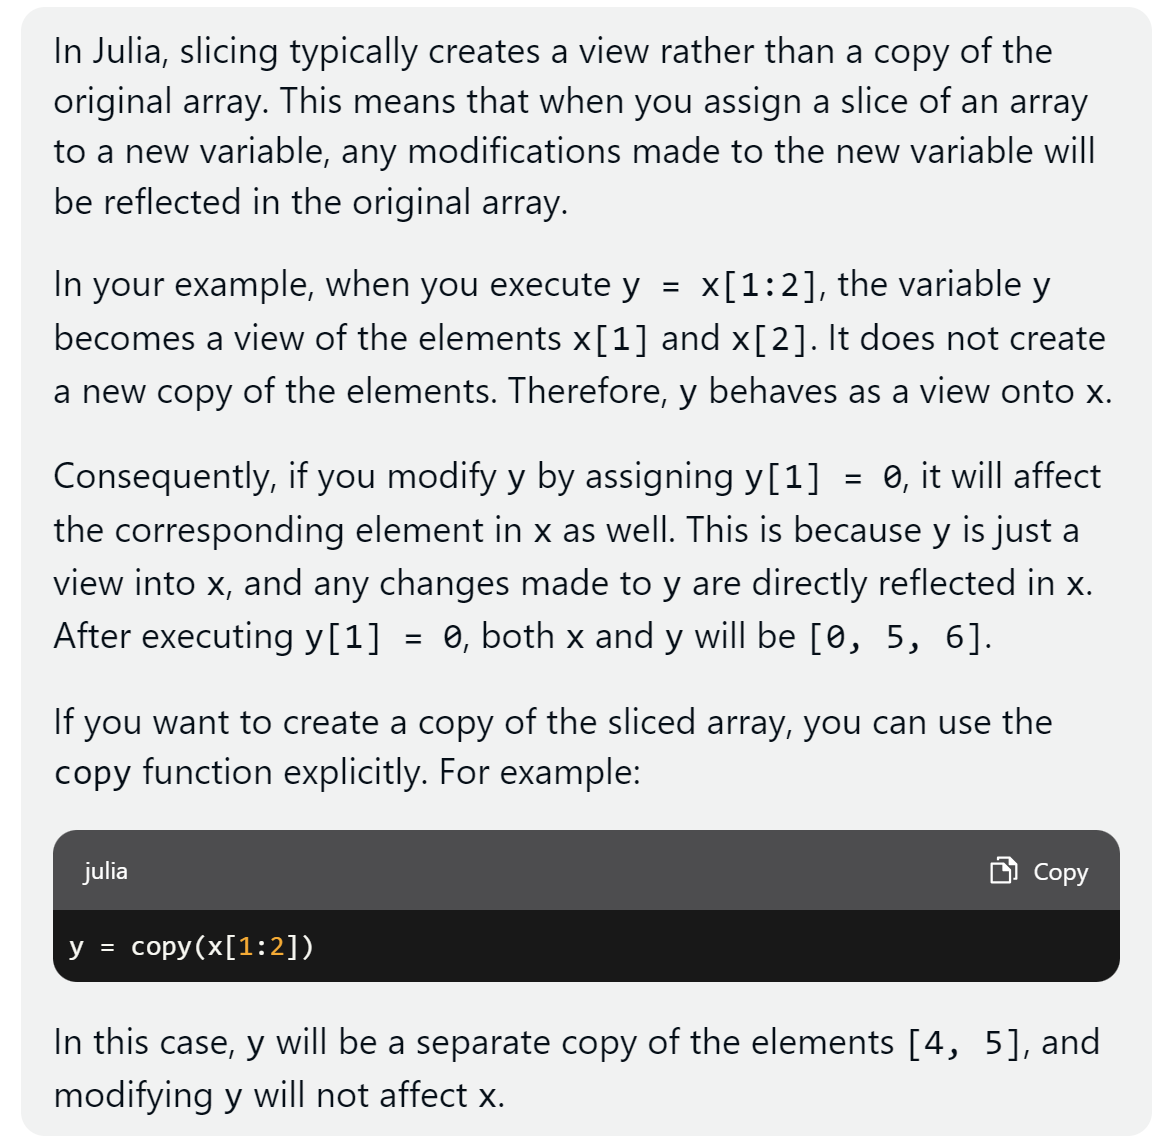 In Julia, slicing typically creates a view rather than a copy of the
original array. This means that when you assign a slice of an array
to a new variable, any modifications made to the new variable will
be reflected in the original array.
In your example, when you execute y = x[1:2], the variable y
becomes a view of the elements x[1] and x[2]. It does not create
a new copy of the elements. Therefore, y behaves as a view onto x.
Consequently, if you modify y by assigning y[1] = 0, it will affect
the corresponding element in x as well. This is because y is just a
view into x, and any changes made to y are directly reflected in x.
After executing y[1] = 0, both x and y will be [0, 5, 6].
If you want to create a copy of the sliced array, you can use the
copy function explicitly. For example:
julia Copy
y = copy(x[1:2])
In this case, y will be a separate copy of the elements [4, 5], and
modifying y will not affect x.